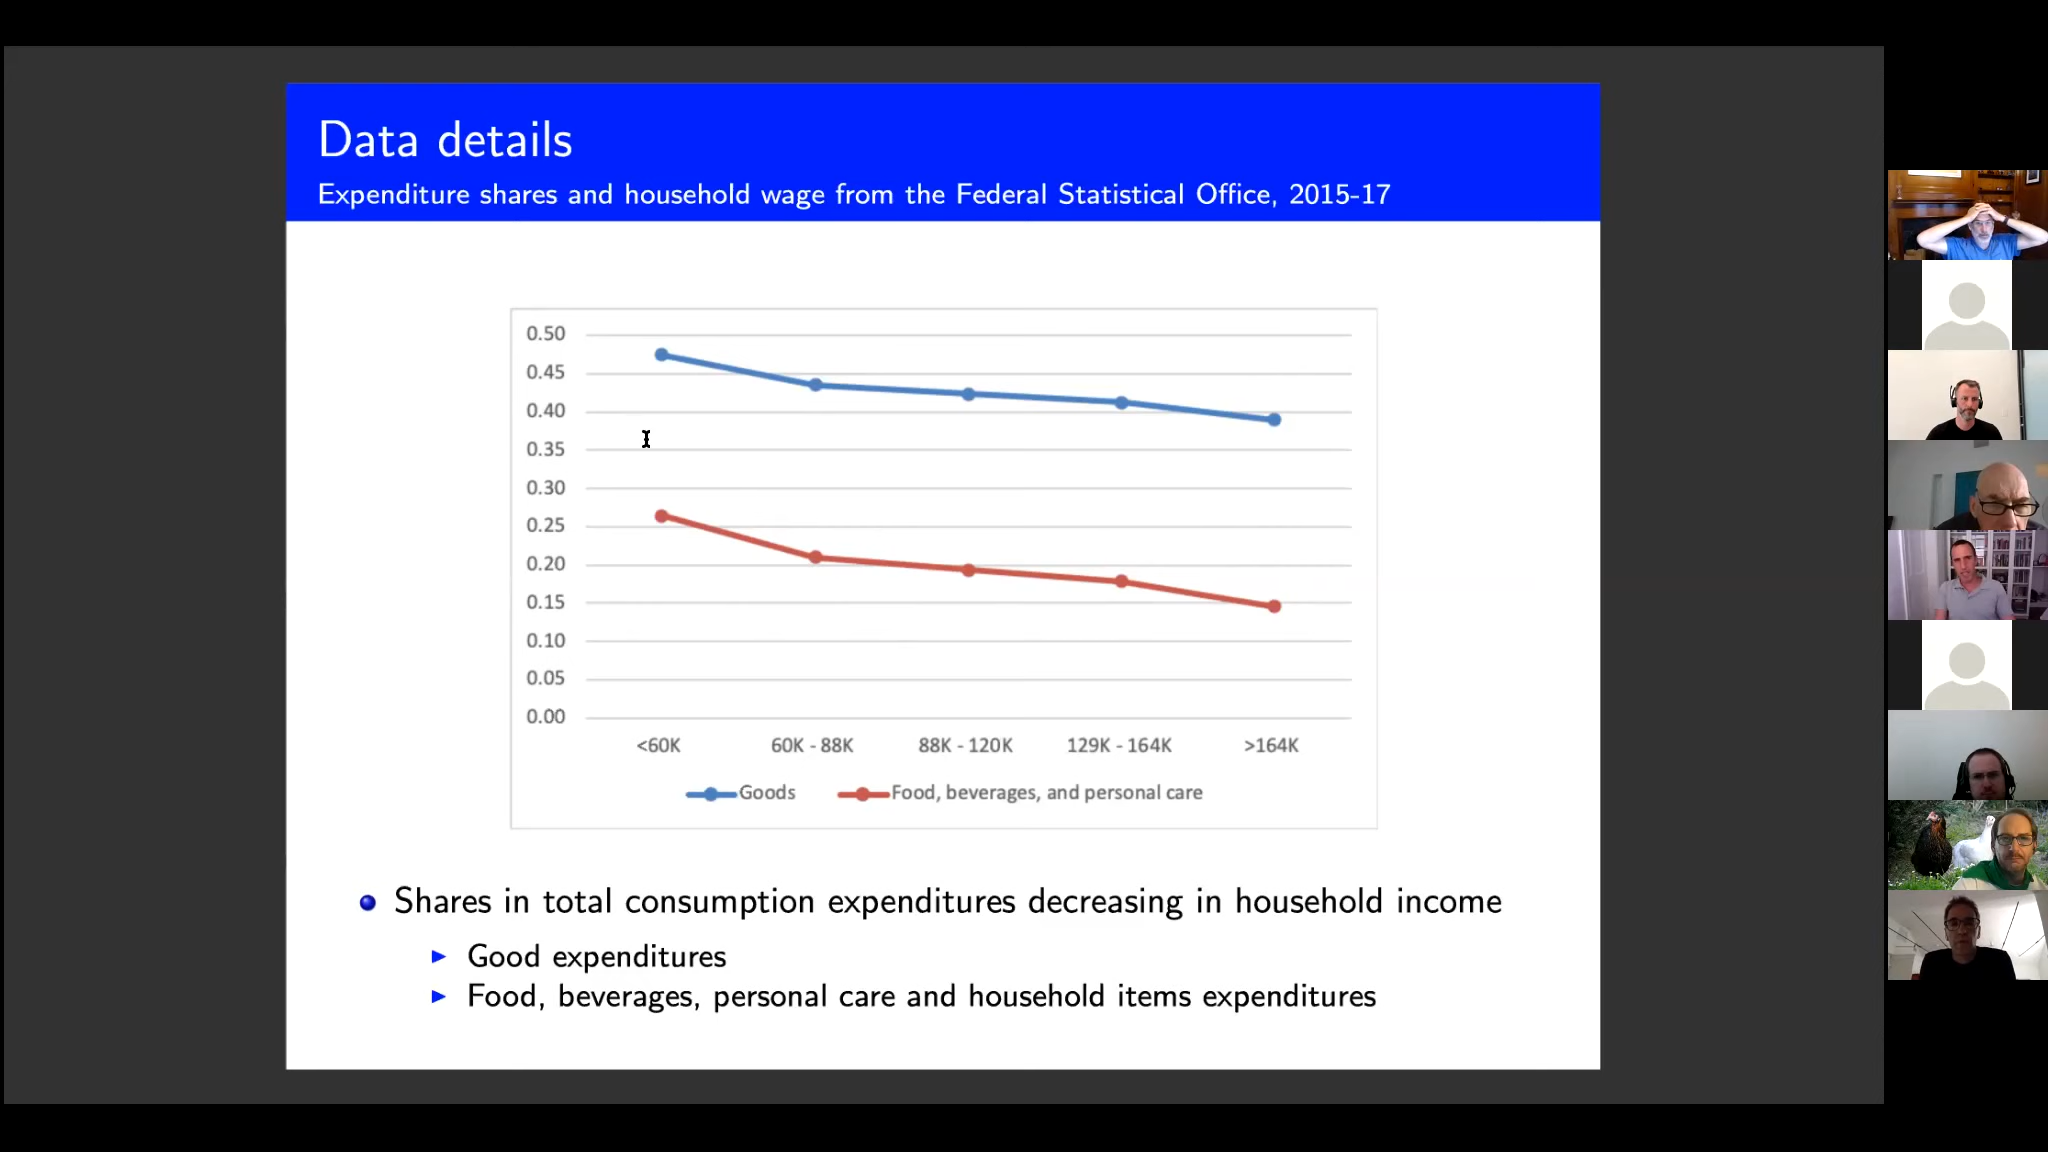 Data details
Expenditure shares and household wage from the Federal Statistical Office, 2015-17
0.50
0.45
0.40
0.35
0.30
0.25
0.20
0.15
0.10
0.05
0.00
<60K 60K - 88K 88K - 120K 129K - 164K >164K
Goods Food, beverages, and personal care
Shares in total consumption expenditures decreasing in household income
Good expenditures
Food, beverages, personal care and household items expenditures